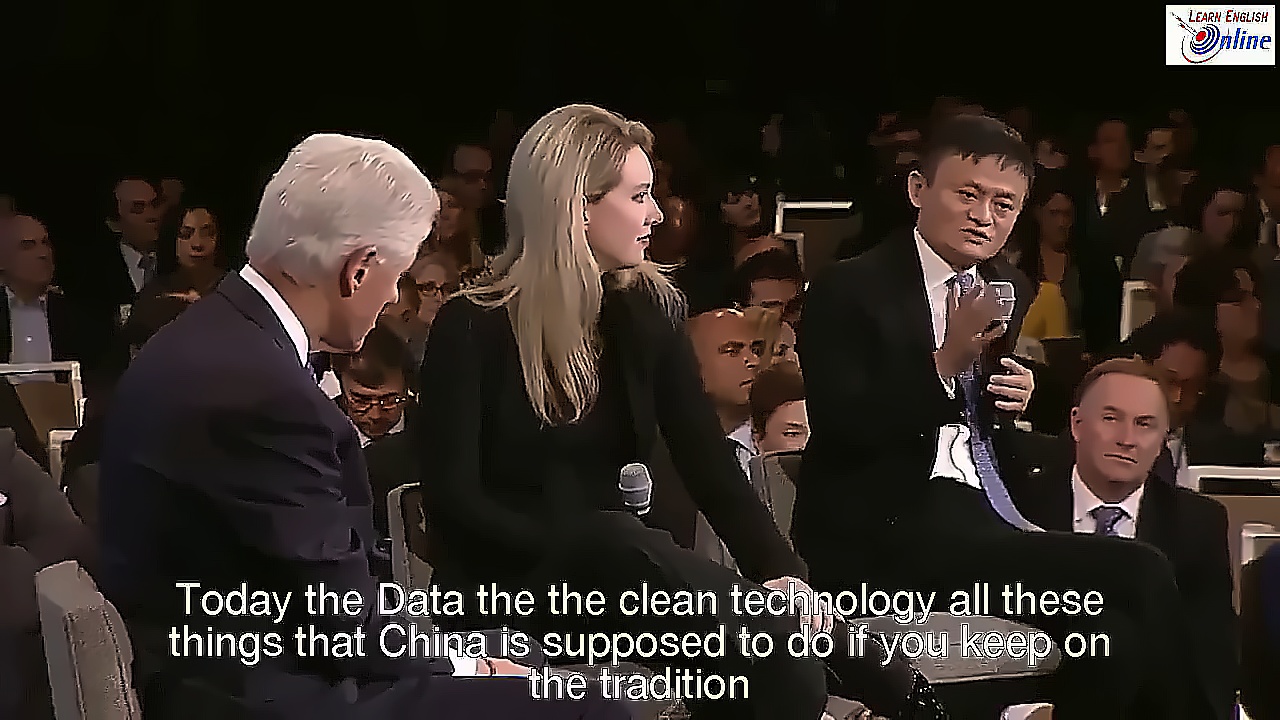 LEARN ENGLISH
Online
Today the Data the the clean technology all these
things that China is supposed to do if you keep on
the tradition